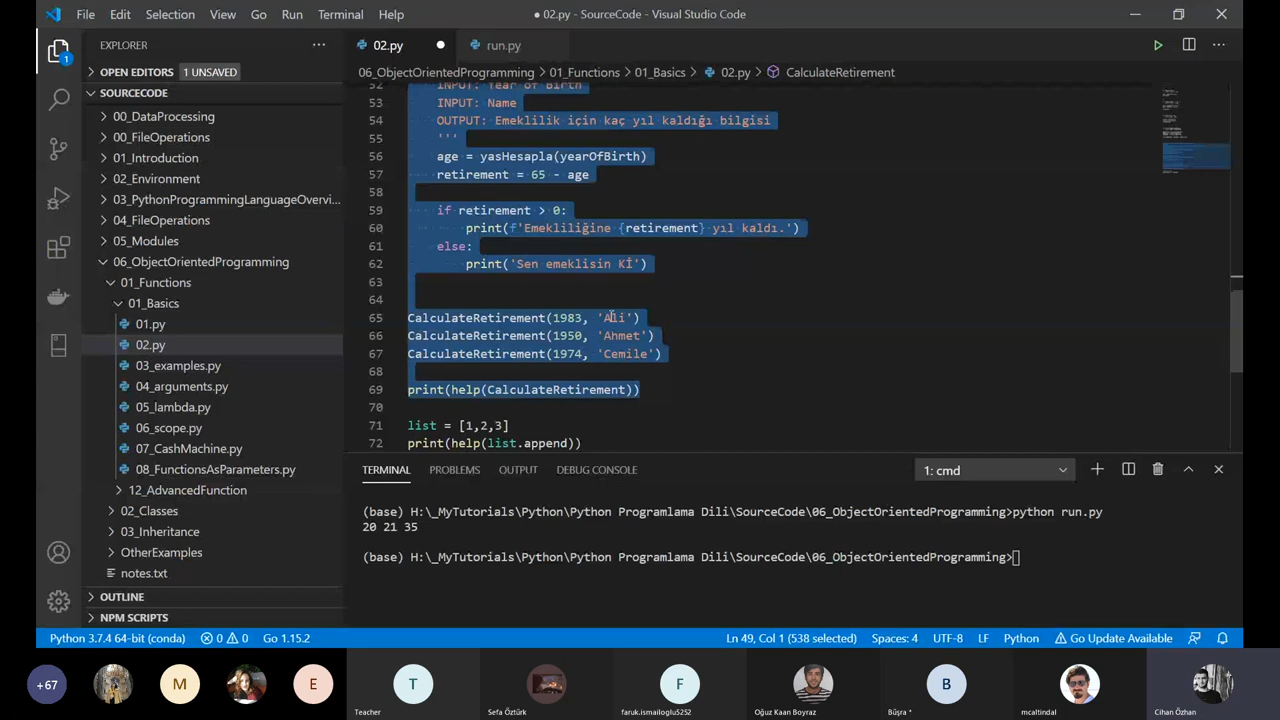 File Edit Selection View Go Run Terminal Help
● 02.py - SourceCode - Visual Studio Code
EXPLORER
OPEN EDITORS 1 UNSAVED
SOURCECODE
00_DataProcessing
00_FileOperations
01_Introduction
02_Environment
03_PythonProgrammingLanguageOvervi...
04_FileOperations
05_Modules
06_ObjectOrientedProgramming
01_Functions
01_Basics
01.py
02.py
03_examples.py
04_arguments.py
05_lambda.py
06_scope.py
07_CashMachine.py
08_FunctionsAsParameters.py
12_AdvancedFunction
02_Classes
03_Inheritance
OtherExamples
notes.txt
OUTLINE
NPM SCRIPTS
1
02.py ● run.py
06_ObjectOrientedProgramming > 01_Functions > 01_Basics > 02.py > CalculateRetirement
52 INPUT: Year of Birth
53 INPUT: Name
54 OUTPUT: Emeklilik için kaç yıl kaldığı bilgisi
55 '''
56 age = yasHesapla(yearOfBirth)
57 retirement = 65 - age
58
59 if retirement > 0:
60 print(f'Emekliliğine {retirement} yıl kaldı.')
61 else:
62 print('Sen emeklisin Kİ')
63
64
65 CalculateRetirement(1983, 'Ali')
66 CalculateRetirement(1950, 'Ahmet')
67 CalculateRetirement(1974, 'Cemile')
68
69 print(help(CalculateRetirement))
70
71 list = [1,2,3]
72 print(help(list.append))
TERMINAL PROBLEMS OUTPUT DEBUG CONSOLE 1: cmd
(base) H:\_MyTutorials\Python\Python Programlama Dili\SourceCode\06_ObjectOrientedProgramming>python run.py
20 21 35
(base) H:\_MyTutorials\Python\Python Programlama Dili\SourceCode\06_ObjectOrientedProgramming>
Python 3.7.4 64-bit (conda) 0 0 Go 1.15.2 Ln 49, Col 1 (538 selected) Spaces: 4 UTF-8 LF Python Go Update Available
+67 M E T F B
Teacher Sefa Öztürk faruk.ismailoglu5252 Oğuz Kaan Boyraz Büşra * mcaltindal Cihan Özhan